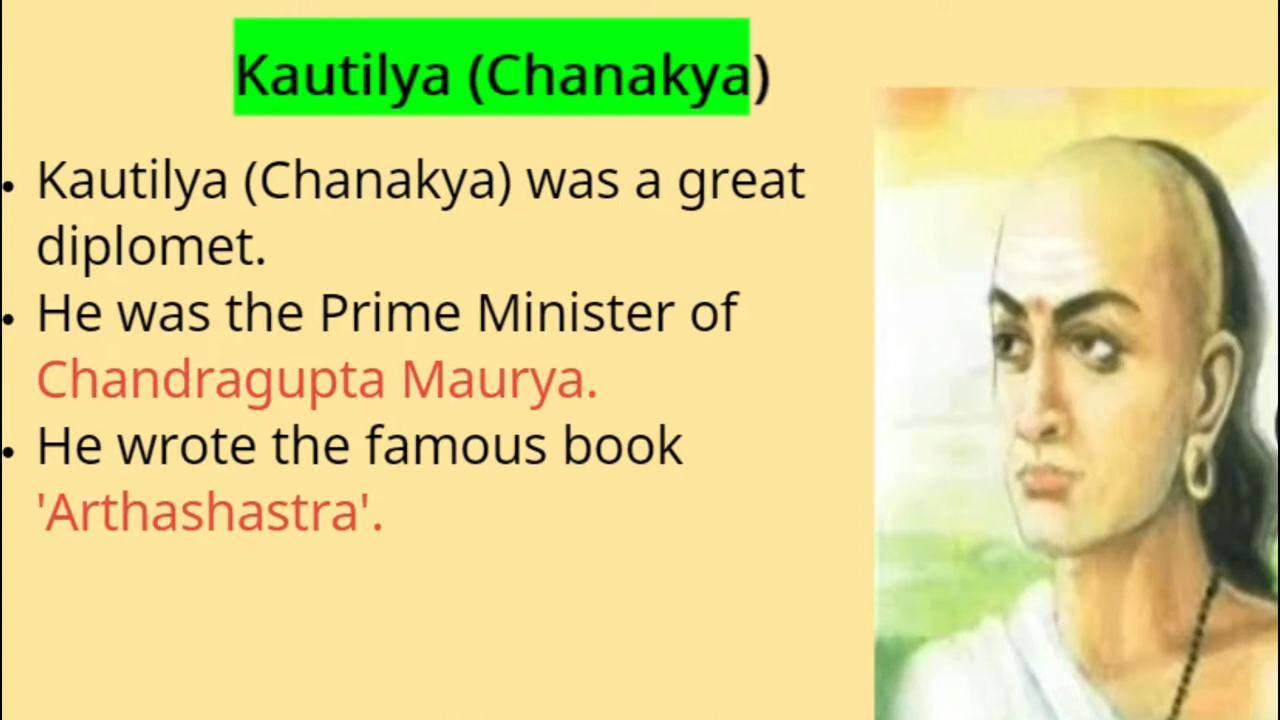 Kautilya (Chanakya)
• Kautilya (Chanakya) was a great
diplomet.
• He was the Prime Minister of
Chandragupta Maurya.
• He wrote the famous book
'Arthashastra'.